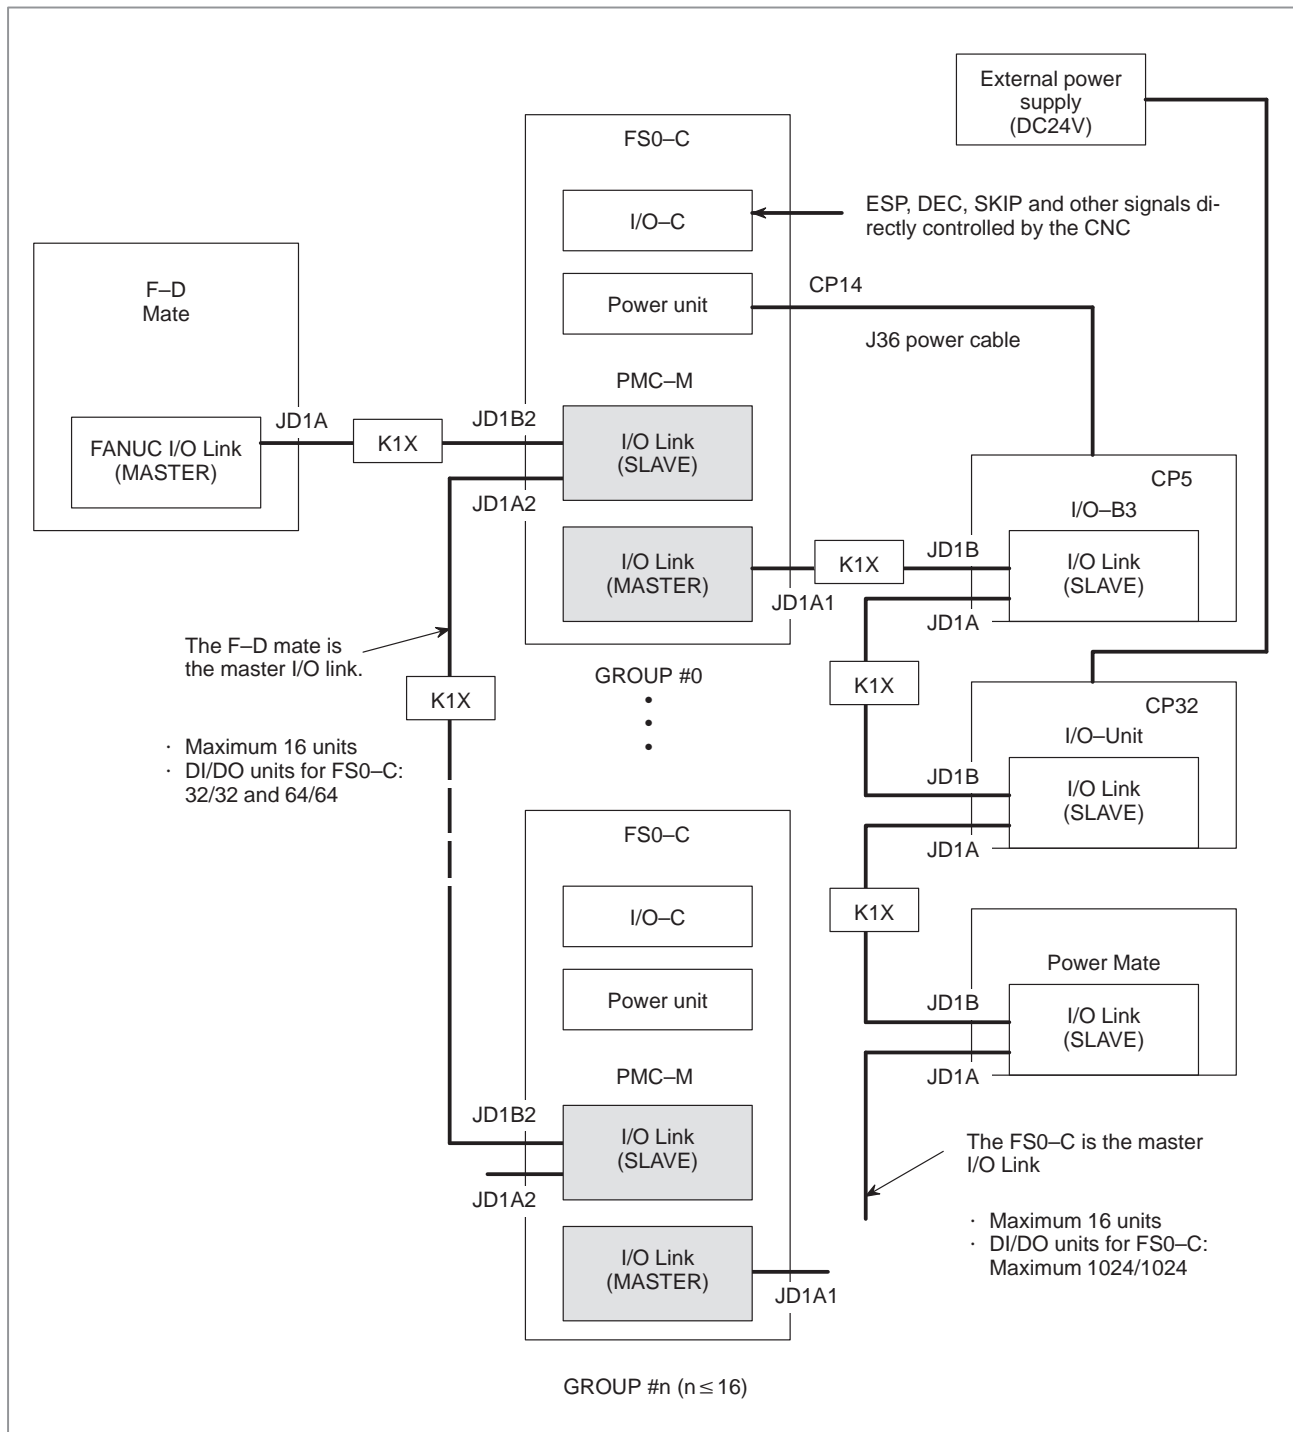 External power
supply
(DC24V)
FS0–C
I/O–C
ESP, DEC, SKIP and other signals di-
rectly controlled by the CNC
F–D
Mate
CP14
Power unit
J36 power cable
PMC–M
JD1A
K1X
JD1B2
FANUC I/O Link
(MASTER)
I/O Link
(SLAVE)
JD1A2
CP5
I/O–B3
I/O Link
(MASTER)
K1X
JD1B
I/O Link
(SLAVE)
JD1A1
JD1A
The F–D mate is
the master I/O link.
GROUP #0
K1X
K1X
CP32
I/O–Unit
· Maximum 16 units
· DI/DO units for FS0–C:
32/32 and 64/64
JD1B
I/O Link
(SLAVE)
JD1A
FS0–C
I/O–C
K1X
Power Mate
Power unit
JD1B
I/O Link
(SLAVE)
JD1A
PMC–M
JD1B2
I/O Link
(SLAVE)
JD1A2
The FS0–C is the master
I/O Link
· Maximum 16 units
· DI/DO units for FS0–C:
Maximum 1024/1024
I/O Link
(MASTER)
JD1A1
GROUP #n (n ≤ 16)